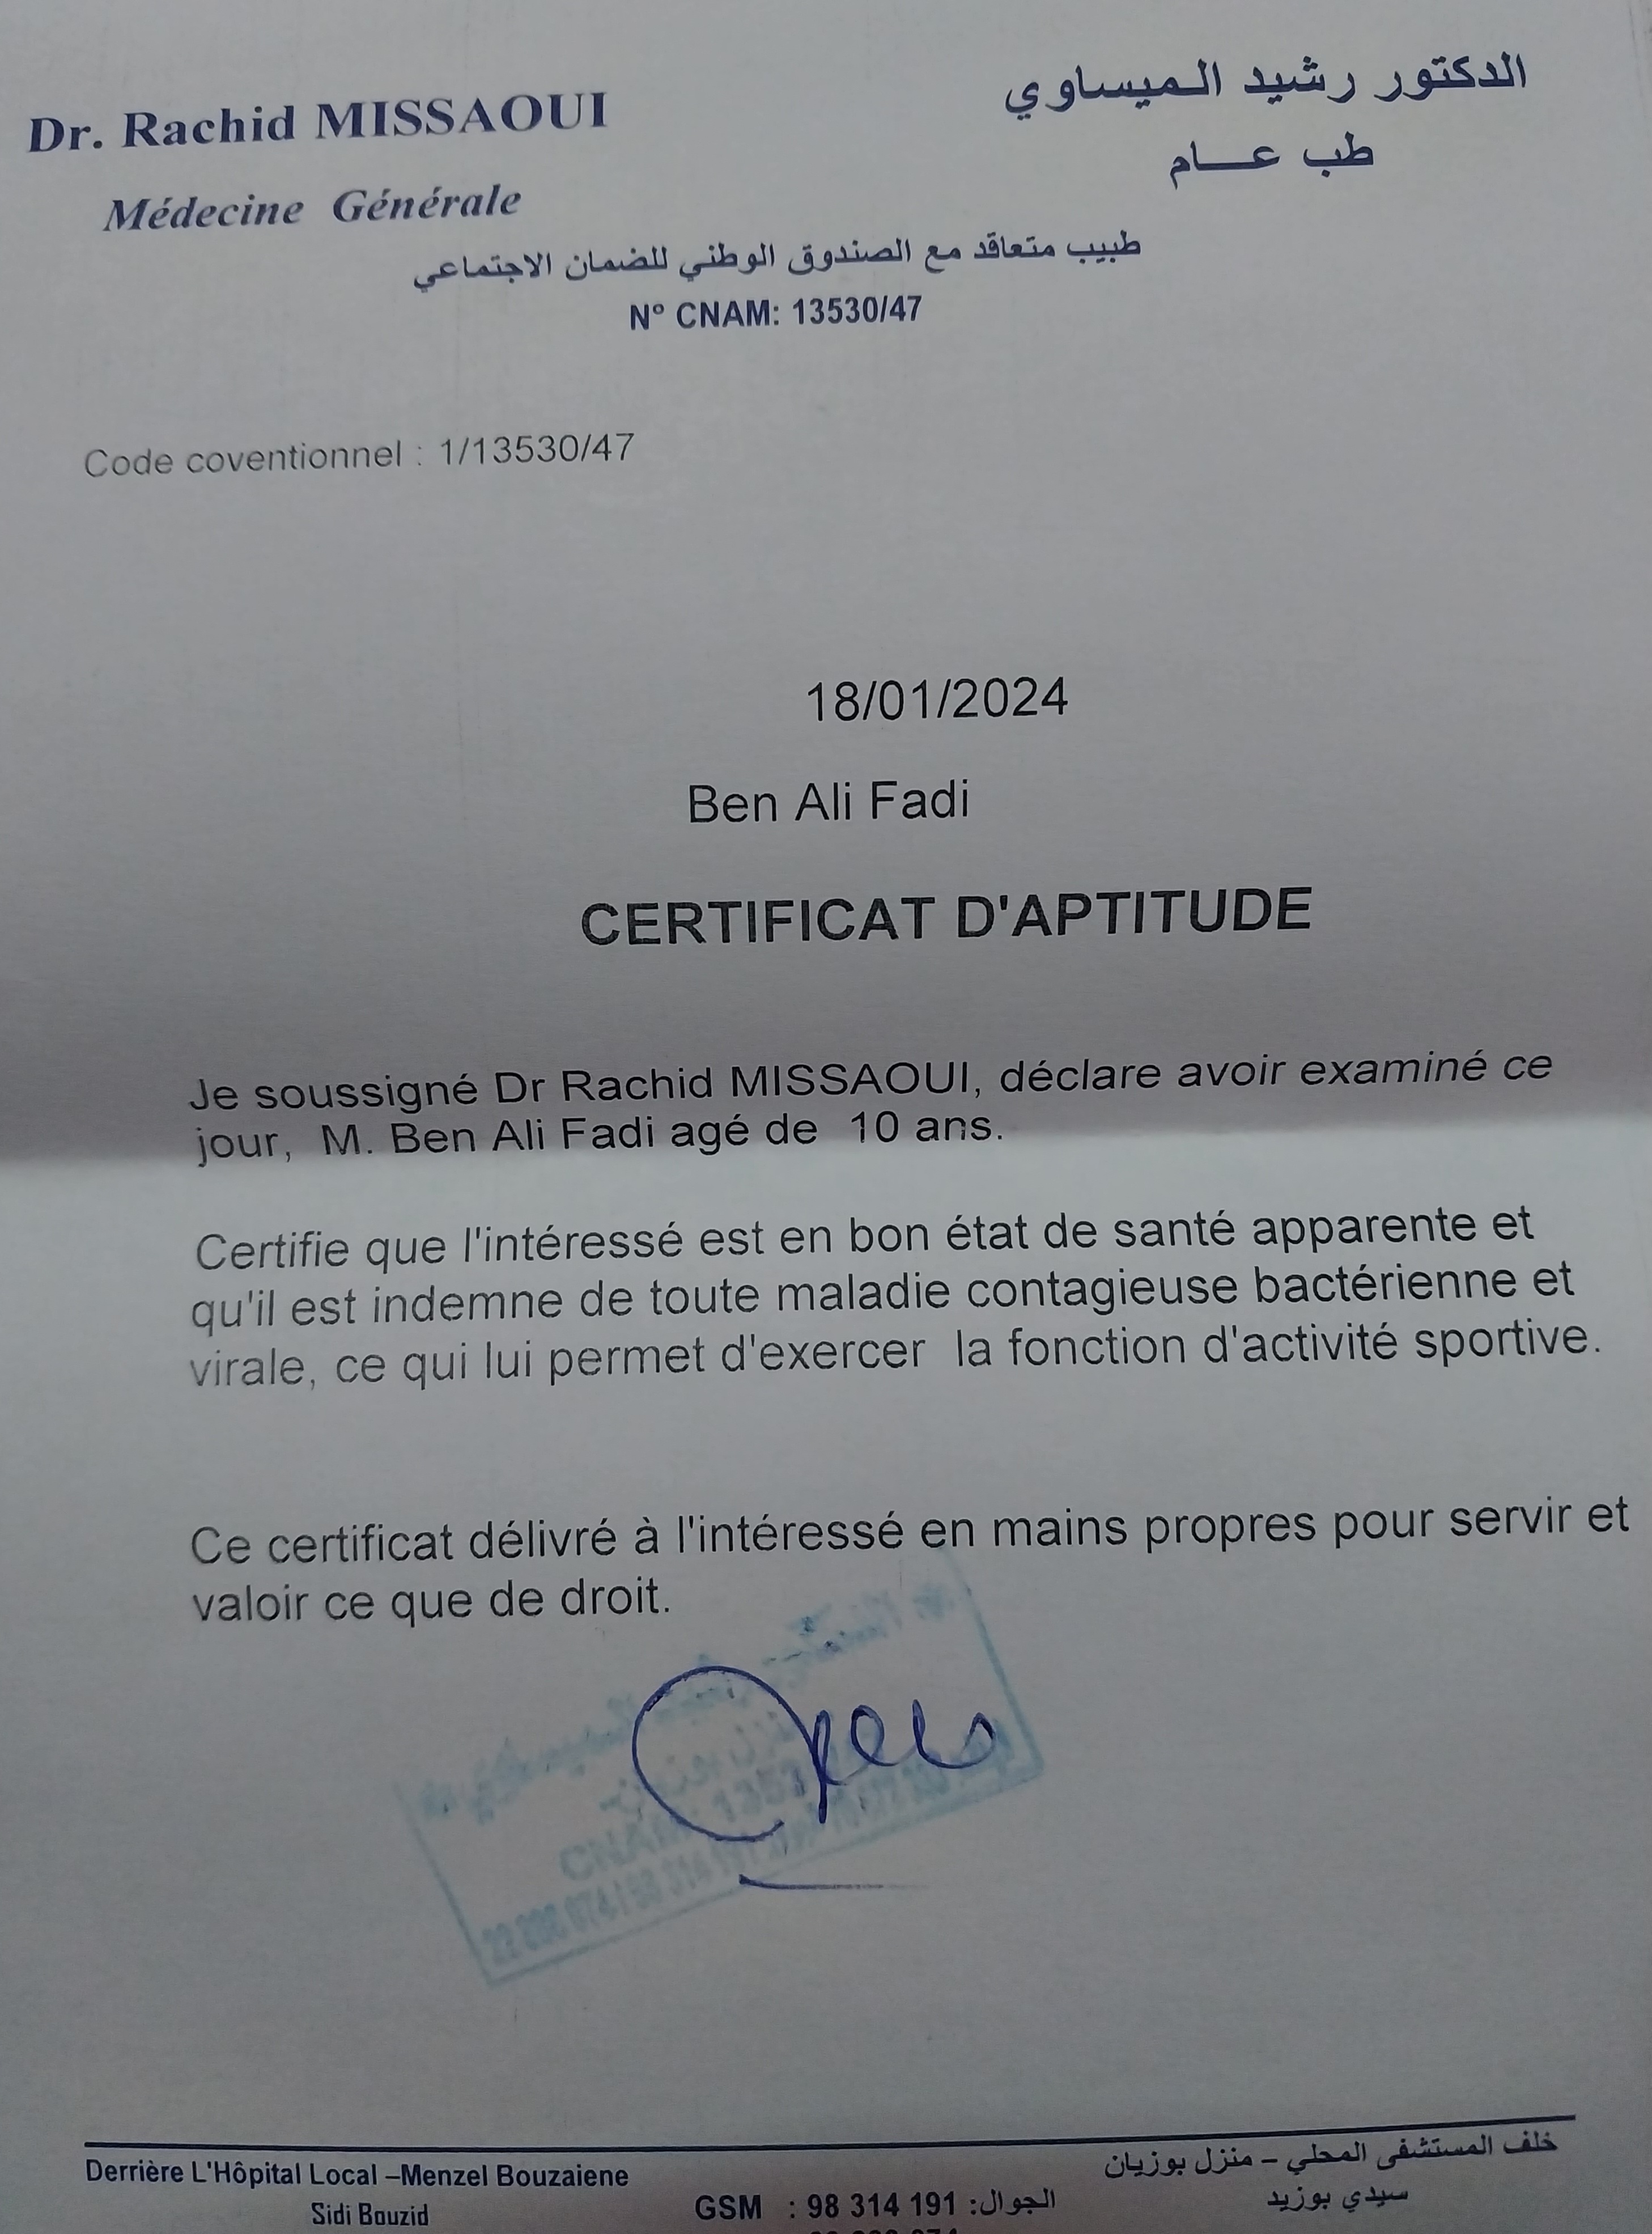 Dr. Rachid MISSAOUI
Médecine Générale
الدكتور رشيد الميساوي
طب عــام
طبيب متعاقد مع الصندوق الوطني للضمان الاجتماعي
N° CNAM: 13530/47
Code coventionnel : 1/13530/47
18/01/2024
Ben Ali Fadi
CERTIFICAT D'APTITUDE
Je soussigné Dr Rachid MISSAOUI, déclare avoir examiné ce
jour, M. Ben Ali Fadi agé de 10 ans.
Certifie que l'intéressé est en bon état de santé apparente et
qu'il est indemne de toute maladie contagieuse bactérienne et
virale, ce qui lui permet d'exercer la fonction d'activité sportive.
Ce certificat délivré à l'intéressé en mains propres pour servir et
valoir ce que de droit.
CNAM
Derrière L'Hôpital Local –Menzel Bouzaiene
Sidi Bouzid
GSM : 98 314 191 :الجوال
خلف المستشفى المحلي – منزل بوزيان
سيدي بوزيد